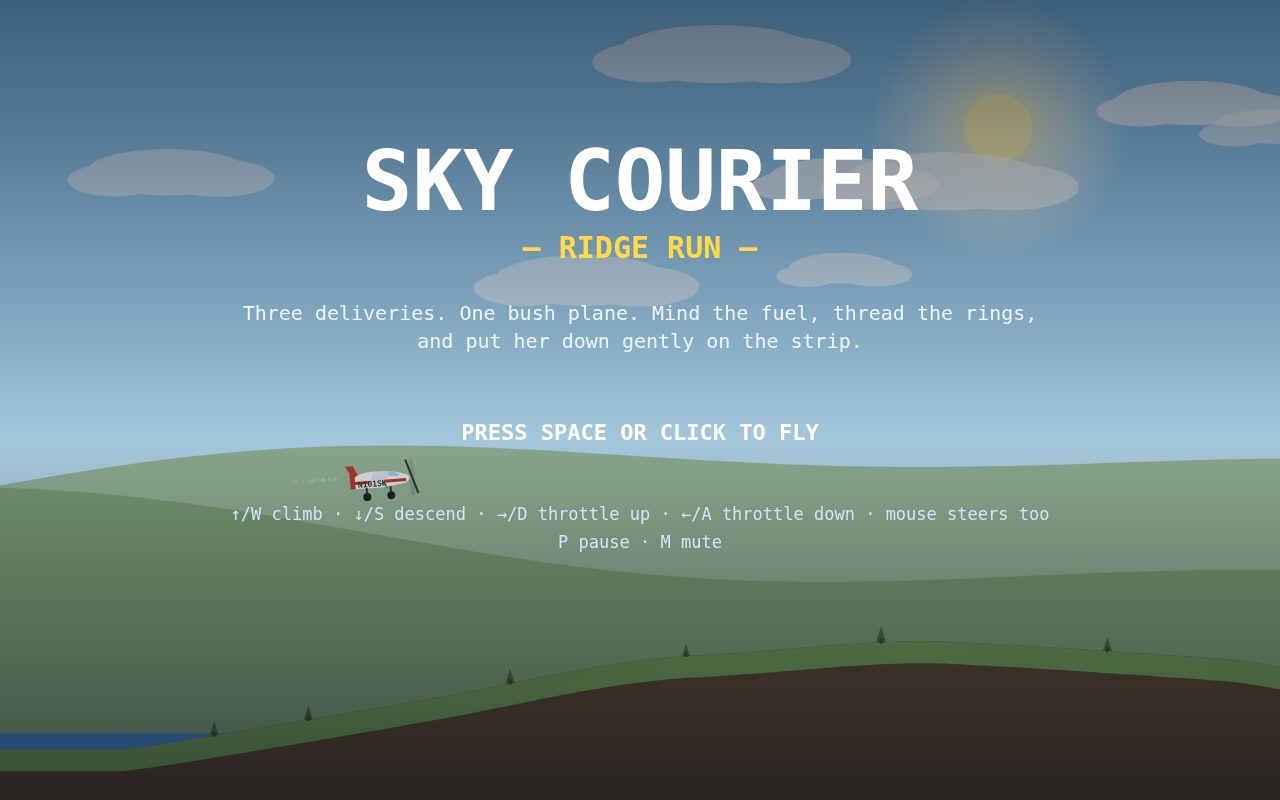 SKY COURIER
— RIDGE RUN —
Three deliveries. One bush plane. Mind the fuel, thread the rings,
and put her down gently on the strip.
PRESS SPACE OR CLICK TO FLY
N101SK
↑/W climb · ↓/S descend · →/D throttle up · ←/A throttle down · mouse steers too
P pause · M mute